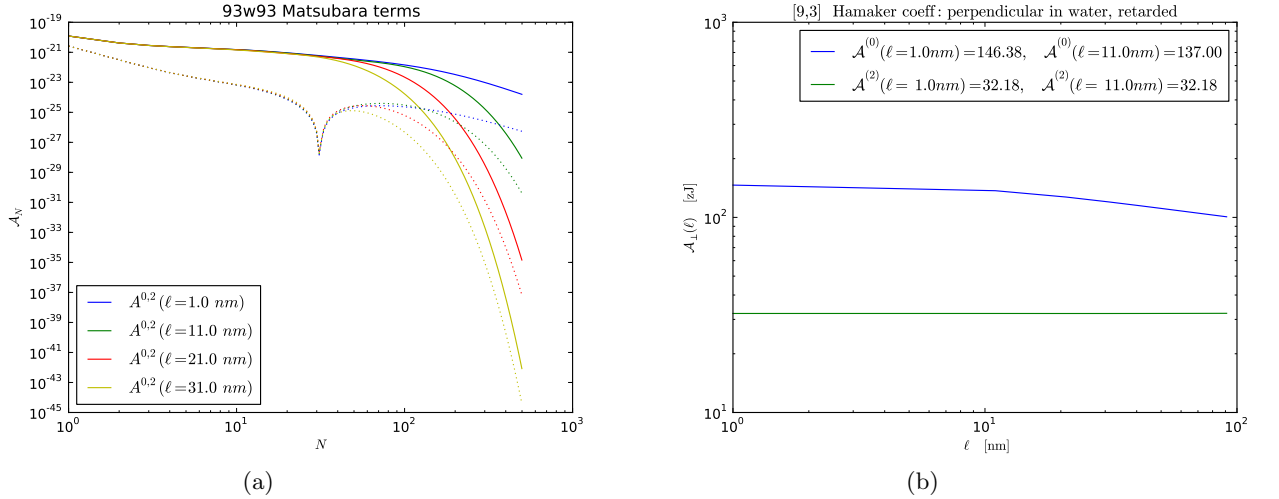 93w93 Matsubara terms
10^-19
10^-21
10^-23
10^-25
10^-27
10^-29
10^-31
10^-33
10^-35
10^-37
10^-39
10^-41
10^-43
10^-45
𝒜_N
A^{0,2}(ℓ=1.0 nm)
A^{0,2}(ℓ=11.0 nm)
A^{0,2}(ℓ=21.0 nm)
A^{0,2}(ℓ=31.0 nm)
10^0 10^1 10^2 10^3
N
(a)
[9,3] Hamaker coeff: perpendicular in water, retarded
10^3
10^2
10^1
𝒜_⊥(ℓ) [zJ]
𝒜^(0)(ℓ=1.0nm)=146.38, 𝒜^(0)(ℓ=11.0nm)=137.00
𝒜^(2)(ℓ= 1.0nm)=32.18, 𝒜^(2)(ℓ= 11.0nm)=32.18
10^0 10^1 10^2
ℓ [nm]
(b)